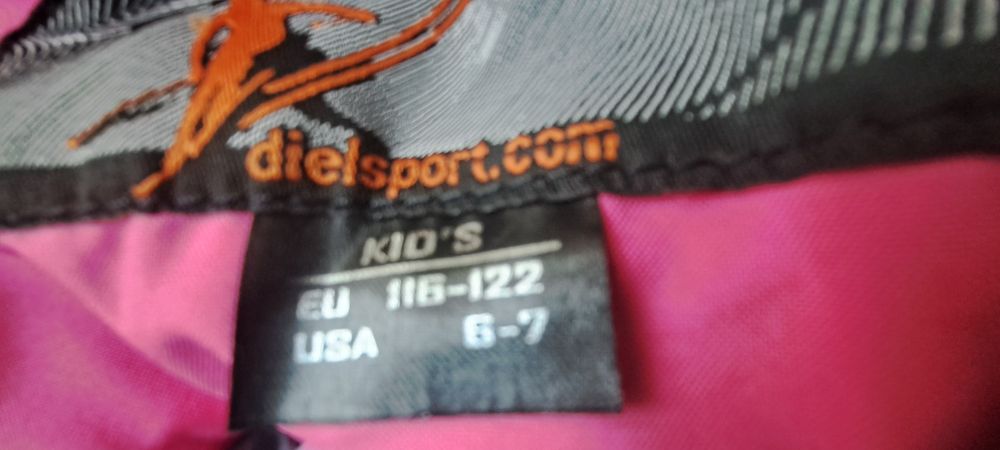 dielsport.com
KID'S
EU 116-122
USA 6-7